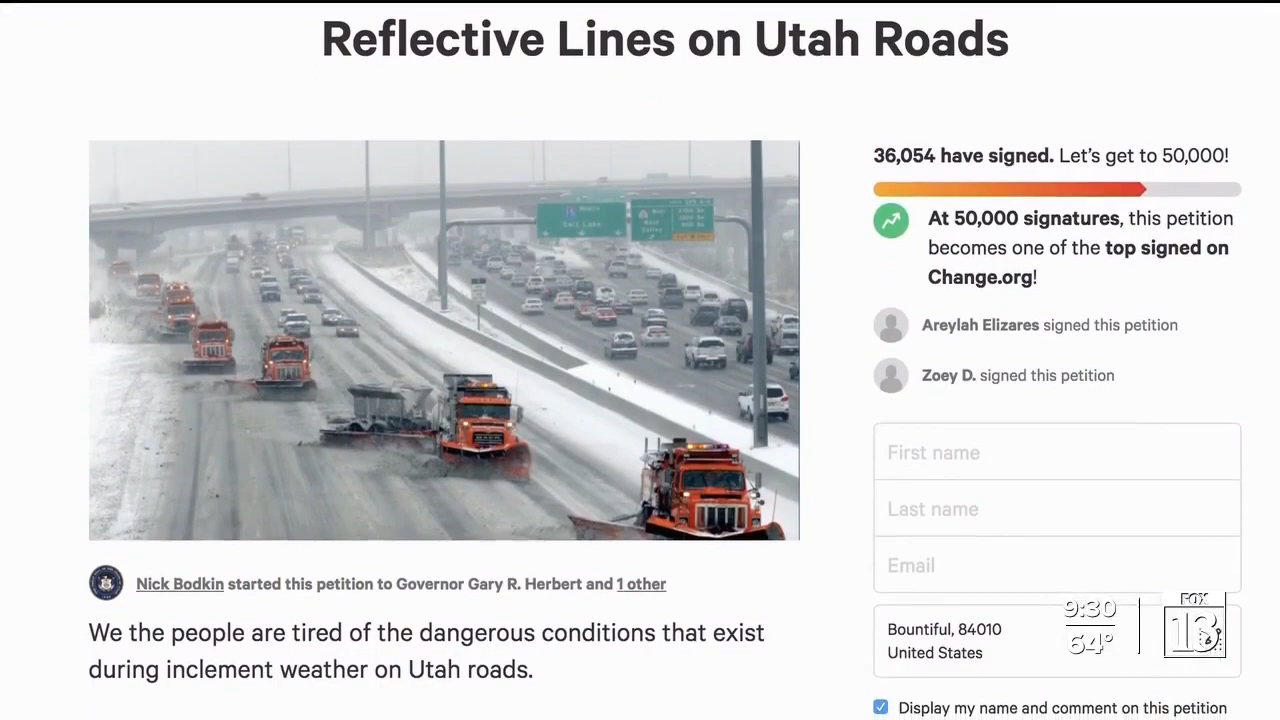 Reflective Lines on Utah Roads
36,054 have signed. Let's get to 50,000!
At 50,000 signatures, this petition
becomes one of the top signed on
Change.org!
Areylah Elizares signed this petition
Zoey D. signed this petition
First name
Last name
Email
Bountiful, 84010
United States
Display my name and comment on this petition
Nick Bodkin started this petition to Governor Gary R. Herbert and 1 other
We the people are tired of the dangerous conditions that exist
during inclement weather on Utah roads.
9:30
64°
FOX
13